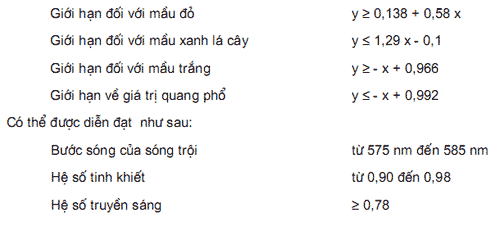 Giới hạn đối với mầu đỏ y ≥ 0,138 + 0,58 x
Giới hạn đối với mầu xanh lá cây y ≤ 1,29 x - 0,1
Giới hạn đối với mầu trắng y ≥ - x + 0,966
Giới hạn về giá trị quang phổ y ≤ - x + 0,992
Có thể được diễn đạt như sau:
Bước sóng của sóng trội từ 575 nm đến 585 nm
Hệ số tinh khiết từ 0,90 đến 0,98
Hệ số truyền sáng ≥ 0,78